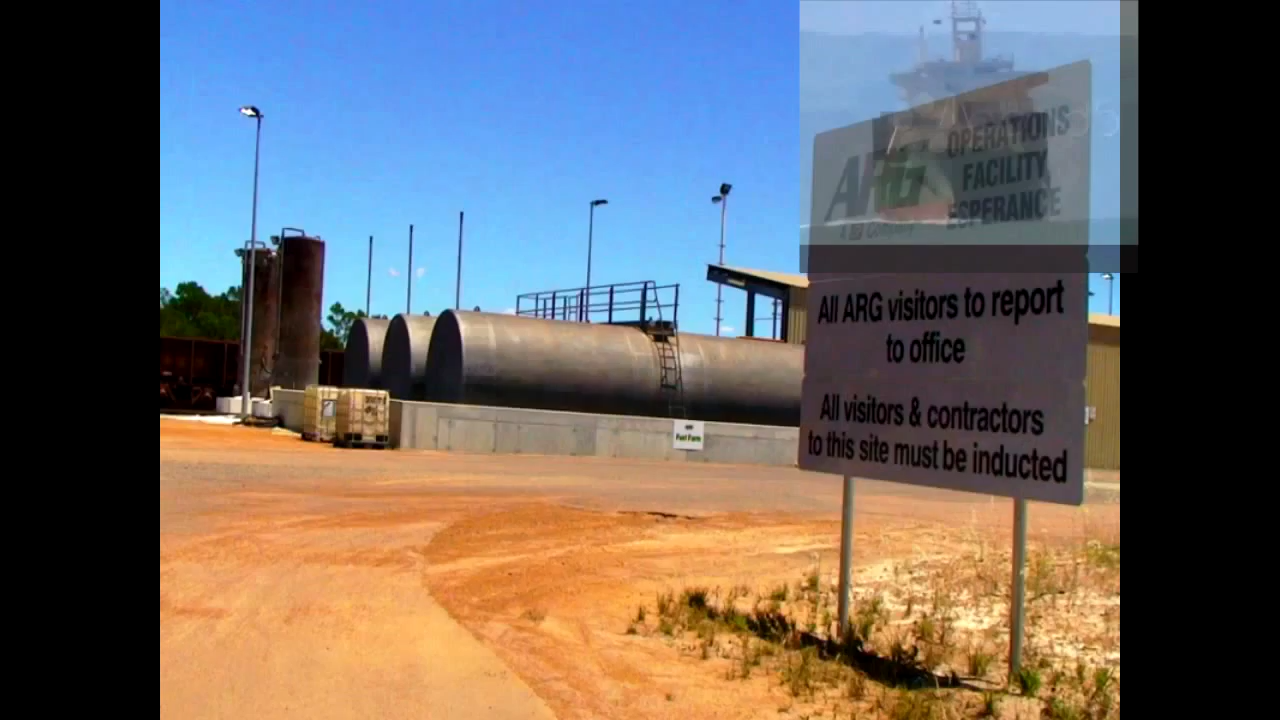 ARG
OPERATIONS
FACILITY
ESPERANCE
All ARG visitors to report
to office
All visitors & contractors
to this site must be inducted
Fuel Farm